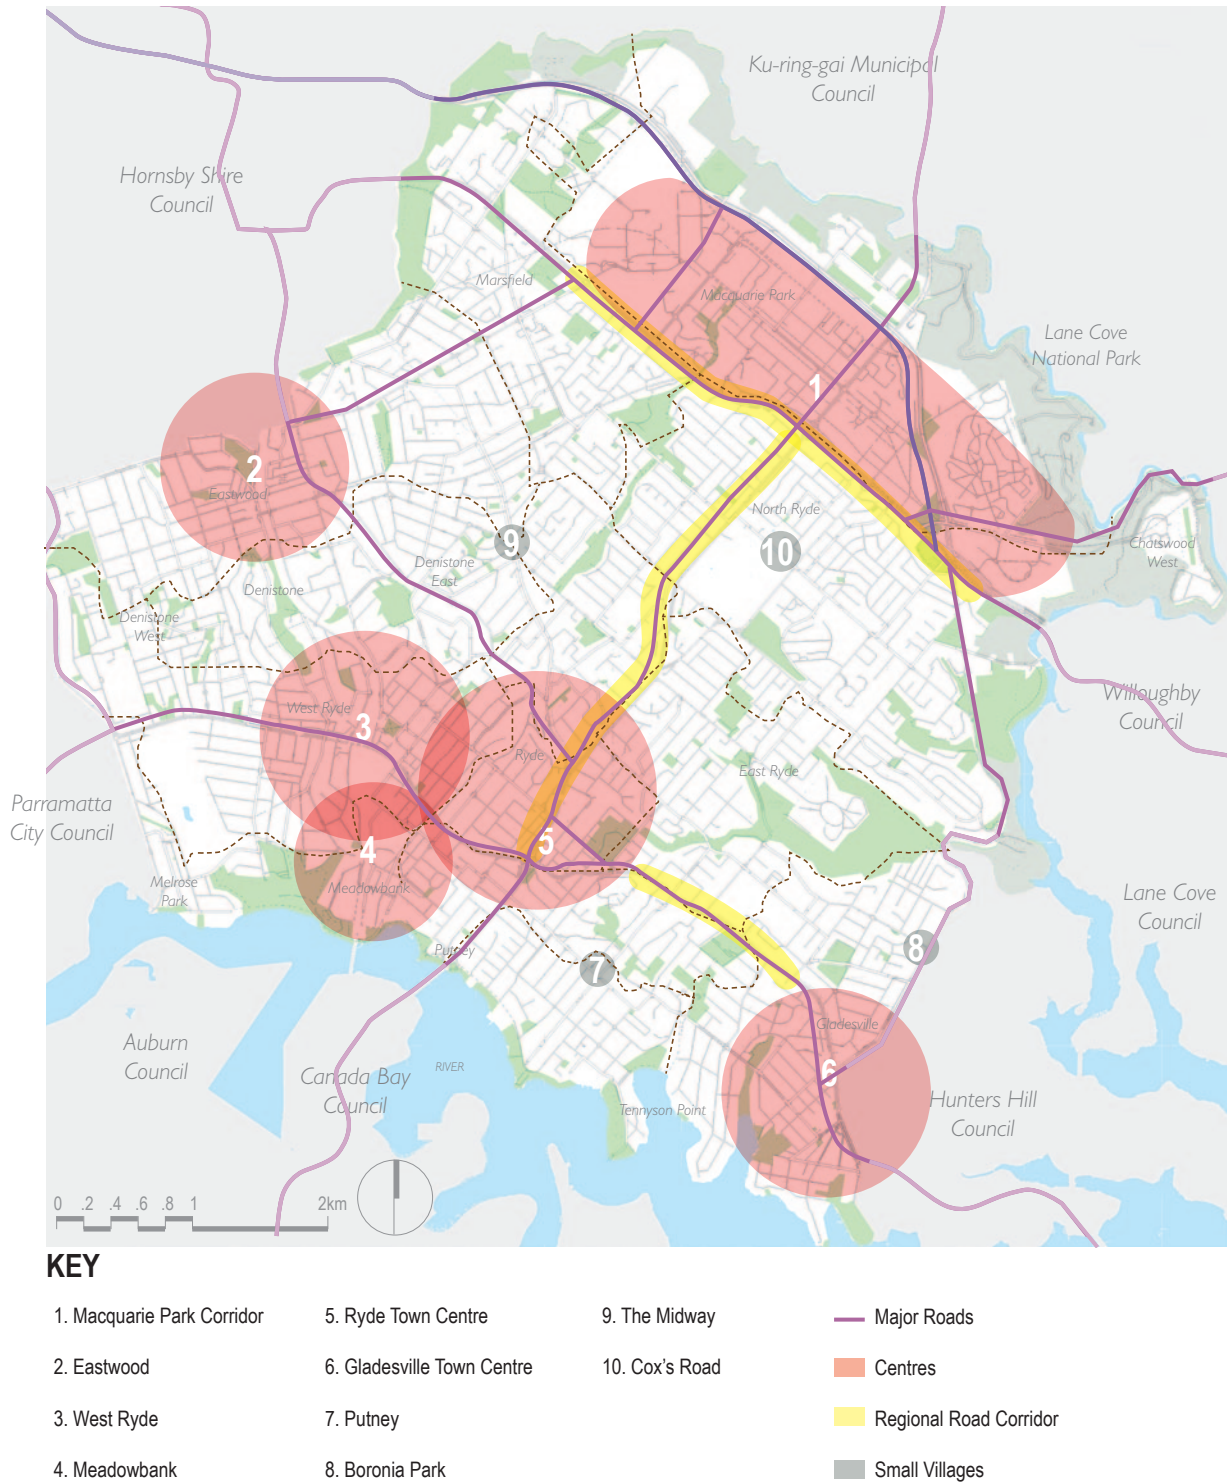 Ku-ring-gai Municipal
Council
Hornsby Shire
Council
Marsfield
Macquarie Park
Lane Cove
National Park
1
2
Eastwood
North Ryde
9
10
Chatswood
West
Denistone
East
Denistone
Denistone
West
West Ryde
3
Ryde
Willoughby
Council
East Ryde
Parramatta
City Council
5
4
Meadowbank
Melrose
Park
Lane Cove
Council
Putney
7
8
Gladesville
Auburn
Council
Canada Bay
Council
RIVER
6
Tennyson Point
Hunters Hill
Council
0 .2 .4 .6 .8 1 2km
KEY
1. Macquarie Park Corridor
2. Eastwood
3. West Ryde
4. Meadowbank
5. Ryde Town Centre
6. Gladesville Town Centre
7. Putney
8. Boronia Park
9. The Midway
10. Cox's Road
Major Roads
Centres
Regional Road Corridor
Small Villages